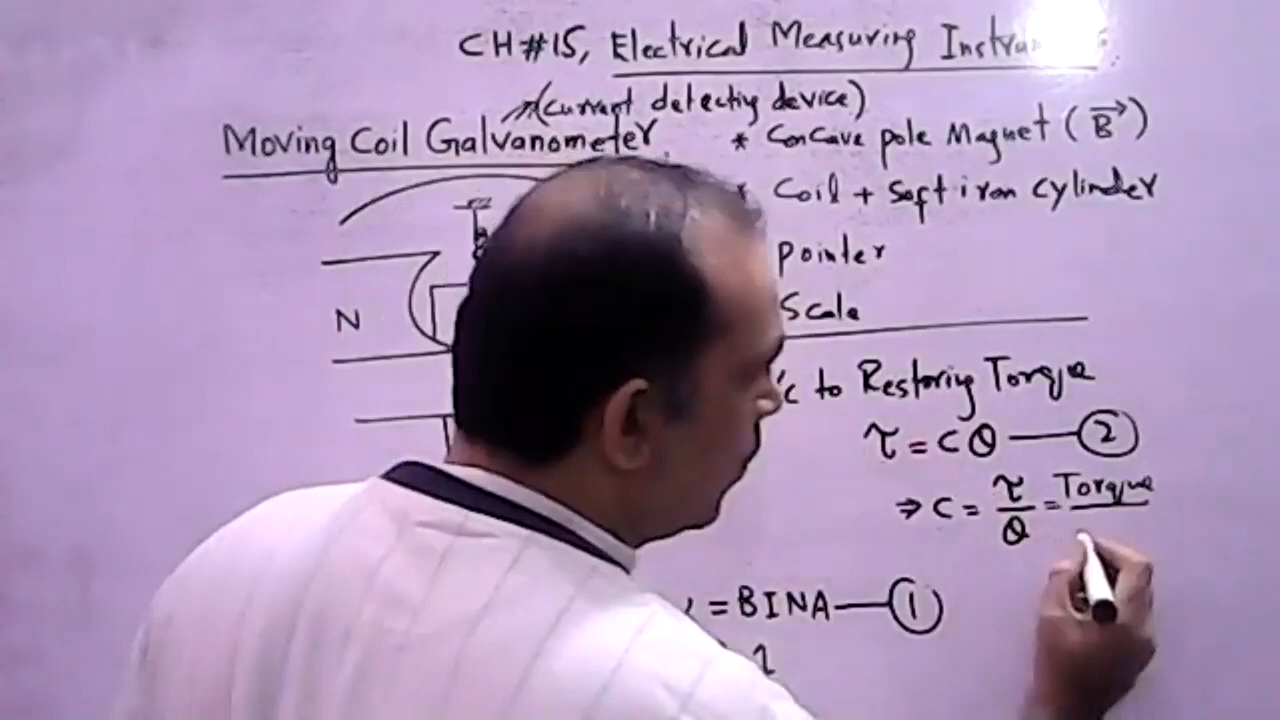 CH#15, Electrical Measuring Instru
(current detecting device)
Moving Coil Galvanometer
* Concave pole Magnet (B→)
* Coil + Soft iron cylinder
pointer
Scale
N
'c to Restoring Torque
τ = cθ — 2
⇒ c = τ/θ = Torque
= BINA — 1